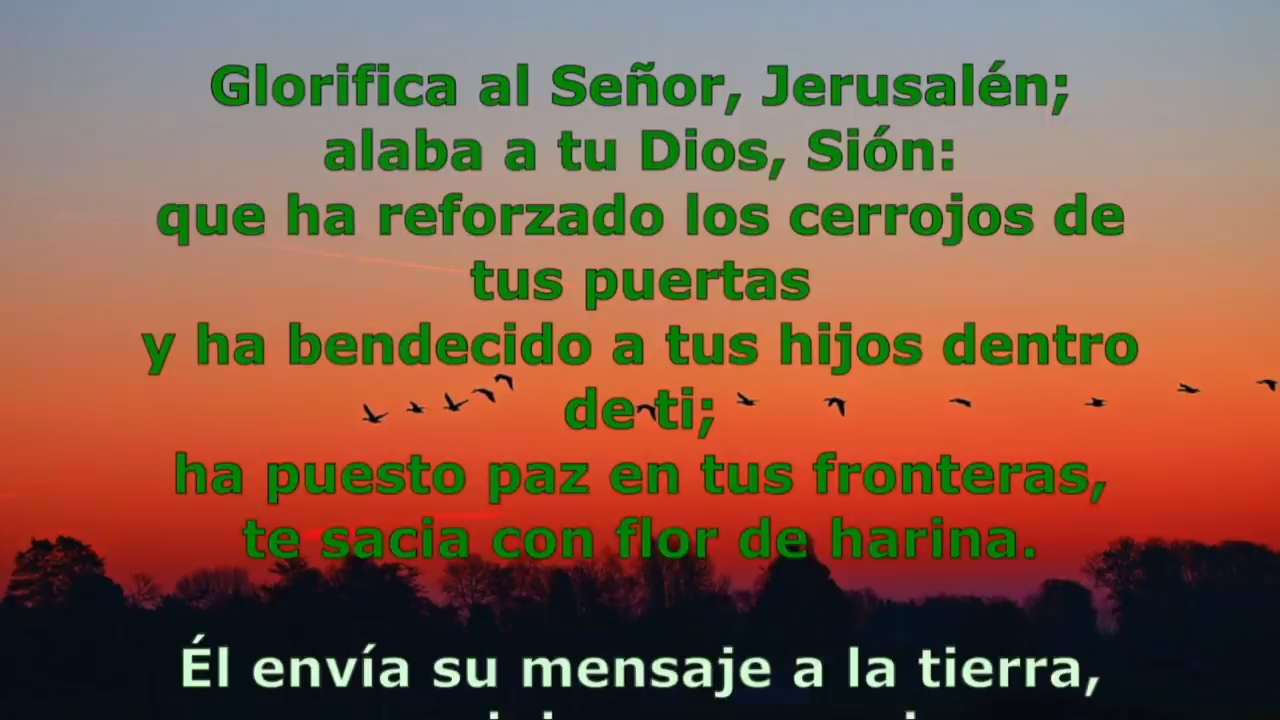 Glorifica al Señor, Jerusalén;
alaba a tu Dios, Sión:
que ha reforzado los cerrojos de
tus puertas
y ha bendecido a tus hijos dentro
de ti;
ha puesto paz en tus fronteras,
te sacia con flor de harina.
Él envía su mensaje a la tierra,